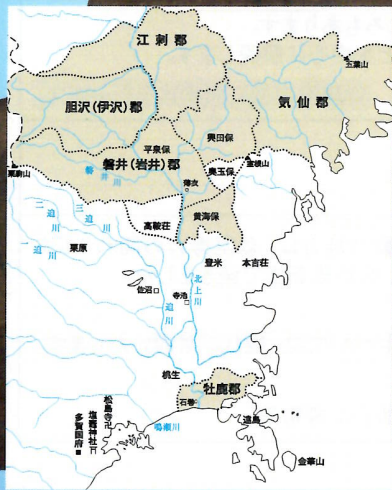 江刺郡
五葉山
胆沢(伊沢)郡
気仙郡
平泉保
興田保
磐井(岩井)郡
室根山
奥玉保
栗駒山
磐井川
薄衣
二迫川
三迫川
高鞍荘
黄海保
一迫川
栗原
登米
本吉荘
佐沼
迫川
寺池
北上川
桃生
牡鹿郡
石巻
松島寺卍
塩竈神社⛩
多賀国府
鳴瀬川
遠島
金華山